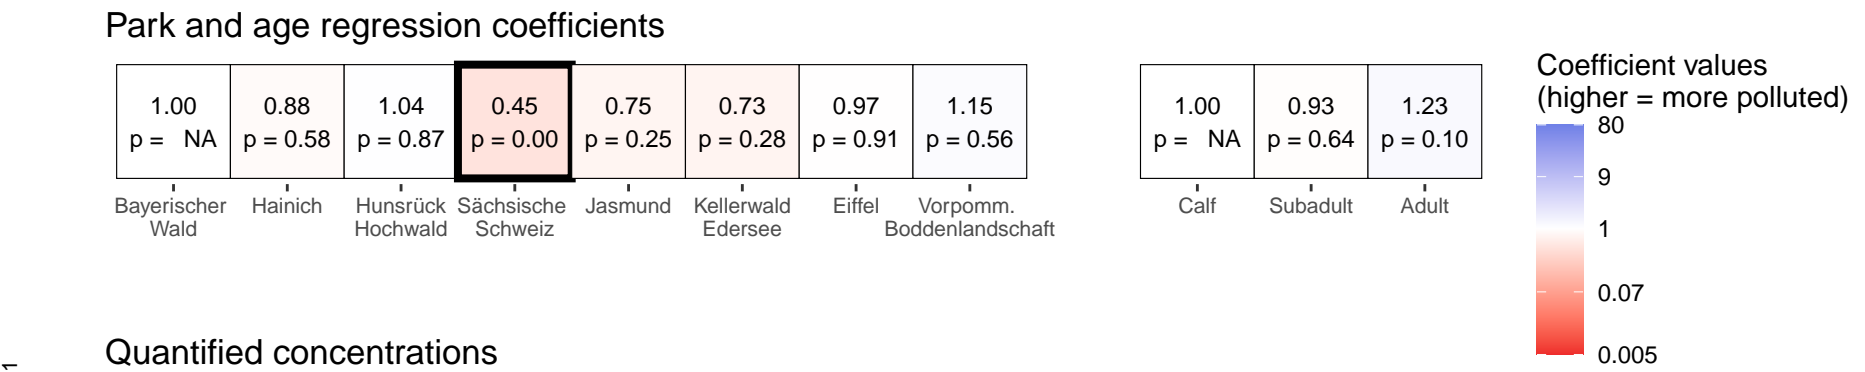 Park and age regression coefficients
1.00 0.88 1.04 0.45 0.75 0.73 0.97 1.15
p = NA p = 0.58 p = 0.87 p = 0.00 p = 0.25 p = 0.28 p = 0.91 p = 0.56
Bayerischer Hainich Hunsrück Sächsische Jasmund Kellerwald Eiffel Vorpomm.
Wald Hochwald Schweiz Edersee Boddenlandschaft
1.00 0.93 1.23
p = NA p = 0.64 p = 0.10
Calf Subadult Adult
Coefficient values
(higher = more polluted)
80
9
1
0.07
0.005
Quantified concentrations